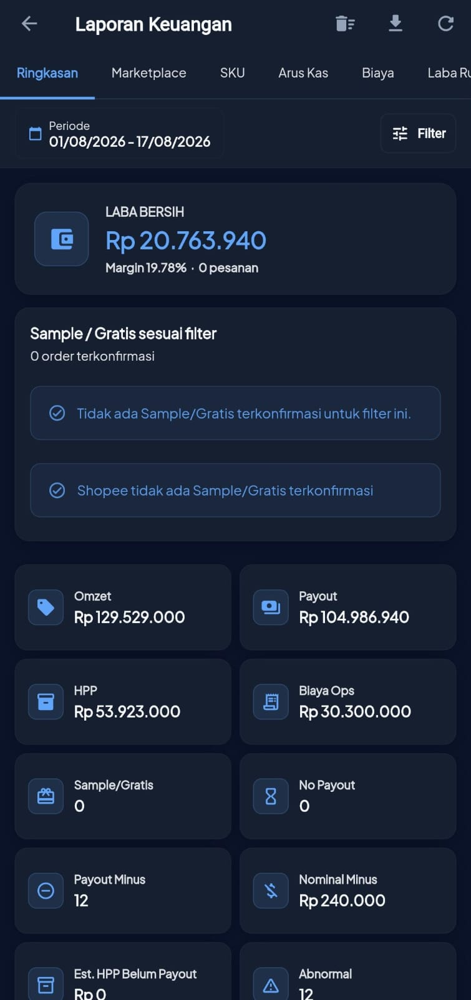 Laporan Keuangan
Ringkasan
Marketplace
SKU
Arus Kas
Biaya
Laba Ru
Periode
01/08/2026 - 17/08/2026
Filter
LABA BERSIH
Rp 20.763.940
Margin 19.78% · 0 pesanan
Sample / Gratis sesuai filter
0 order terkonfirmasi
Tidak ada Sample/Gratis terkonfirmasi untuk filter ini.
Shopee tidak ada Sample/Gratis terkonfirmasi
Omzet
Rp 129.529.000
Payout
Rp 104.986.940
HPP
Rp 53.923.000
Biaya Ops
Rp 30.300.000
Sample/Gratis
0
No Payout
0
Payout Minus
12
Nominal Minus
Rp 240.000
Est. HPP Belum Payout
Rp 0
Abnormal
12